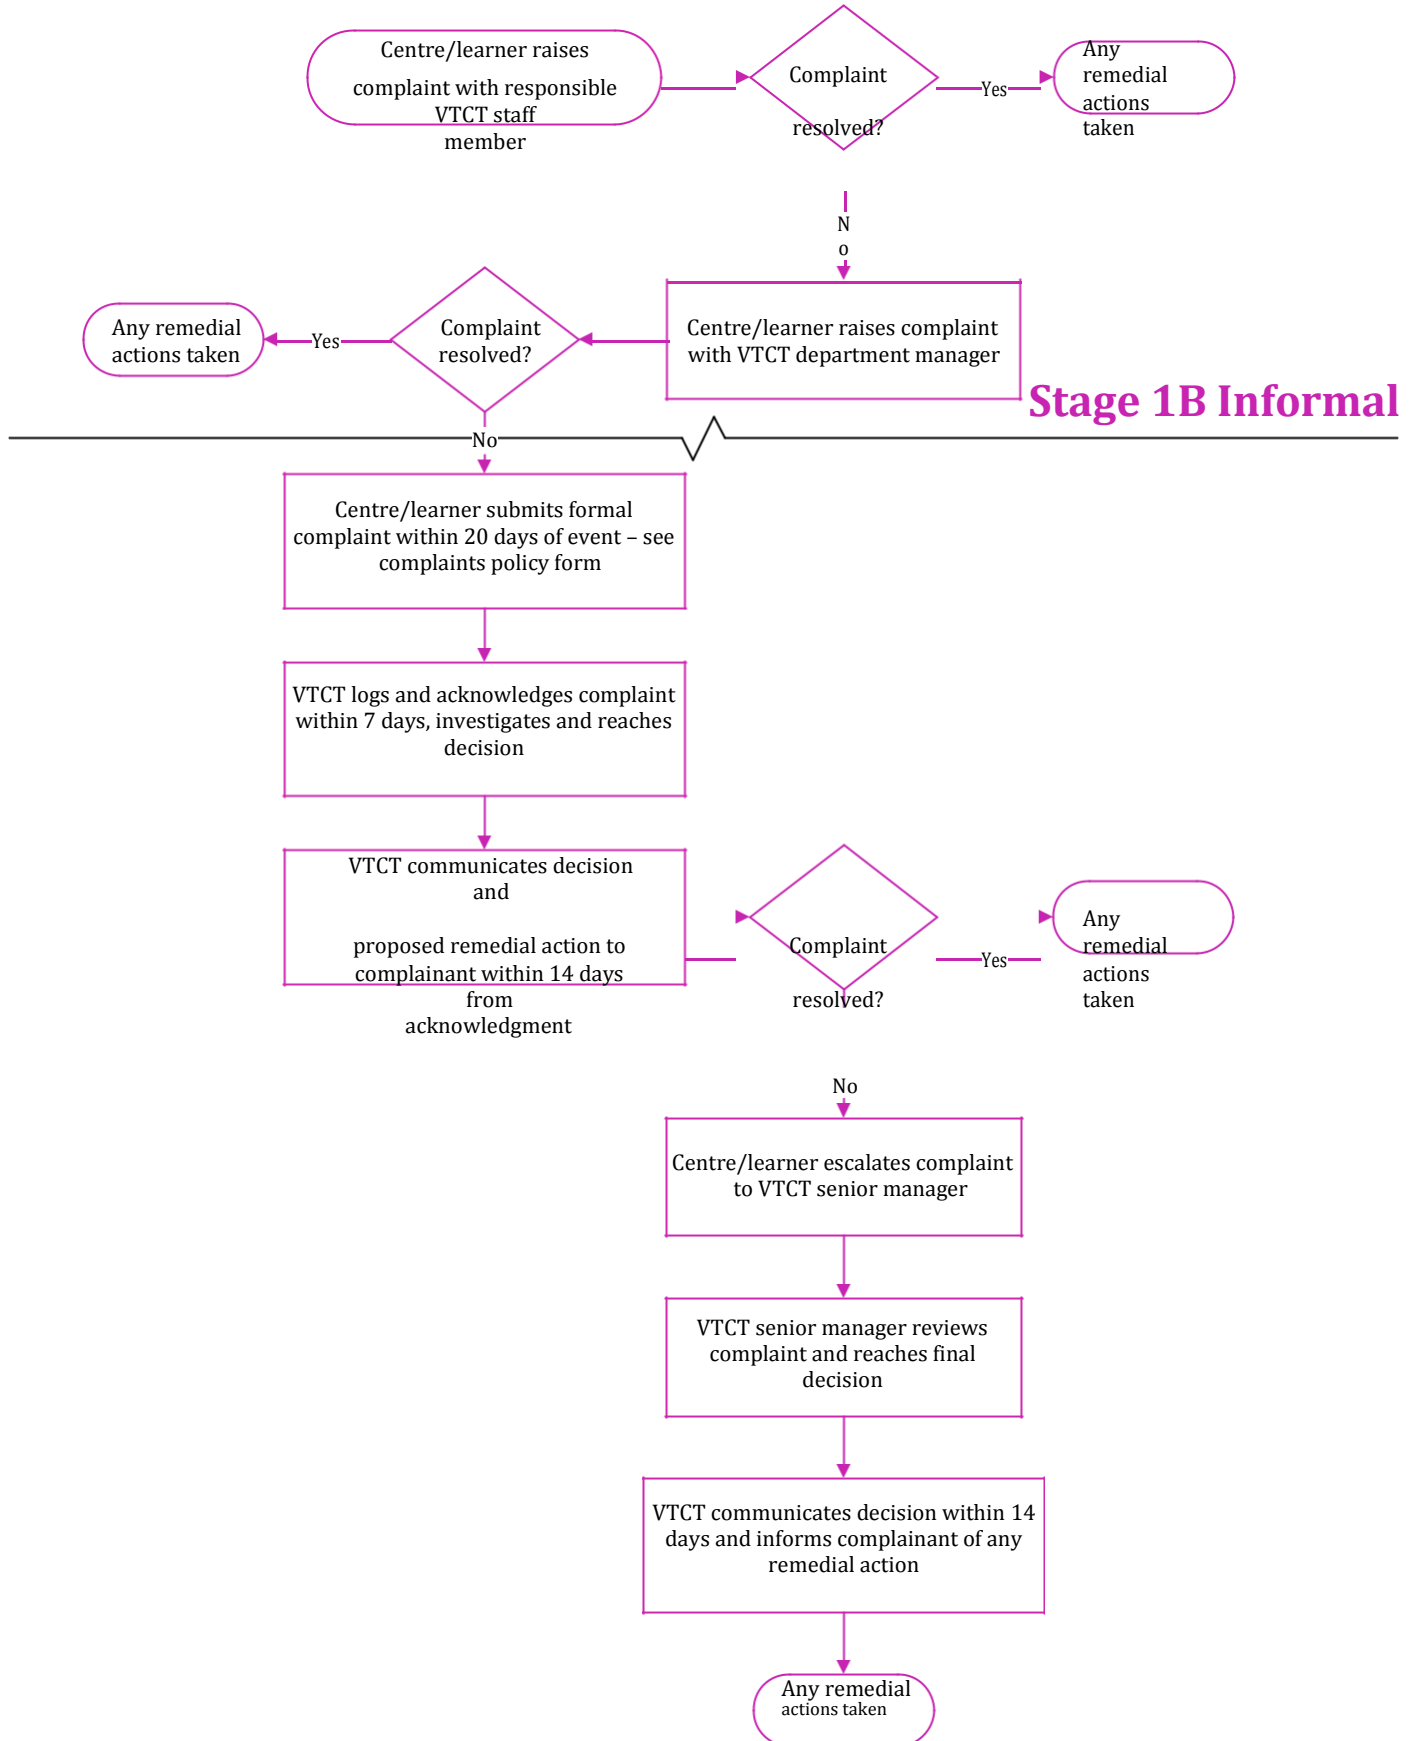 Centre/learner raises
complaint with responsible
VTCT staff
member
Complaint
resolved?
Yes
Any
remedial
actions
taken
N
o
Centre/learner raises complaint
with VTCT department manager
Complaint
resolved?
Yes
Any remedial
actions taken
Stage 1B Informal
No
Centre/learner submits formal
complaint within 20 days of event – see
complaints policy form
VTCT logs and acknowledges complaint
within 7 days, investigates and reaches
decision
VTCT communicates decision
and
proposed remedial action to
complainant within 14 days
from
acknowledgment
Complaint
resolved?
Yes
Any
remedial
actions
taken
No
Centre/learner escalates complaint
to VTCT senior manager
VTCT senior manager reviews
complaint and reaches final
decision
VTCT communicates decision within 14
days and informs complainant of any
remedial action
Any remedial
actions taken